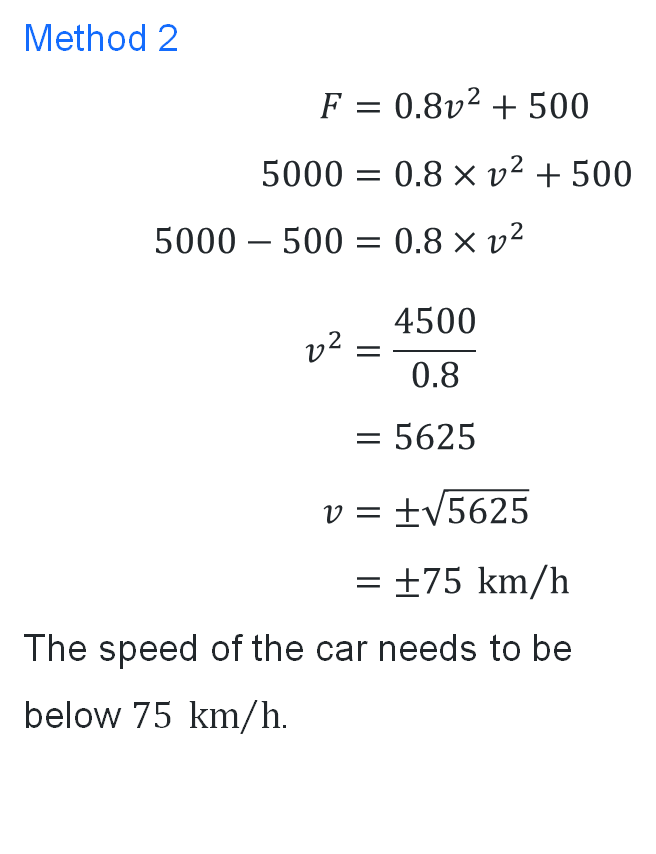 Method 2
F = 0.8v² + 500
5000 = 0.8 × v² + 500
5000 − 500 = 0.8 × v²
v² = 4500/0.8
= 5625
v = ±√5625
= ±75 km/h
The speed of the car needs to be
below 75 km/h.